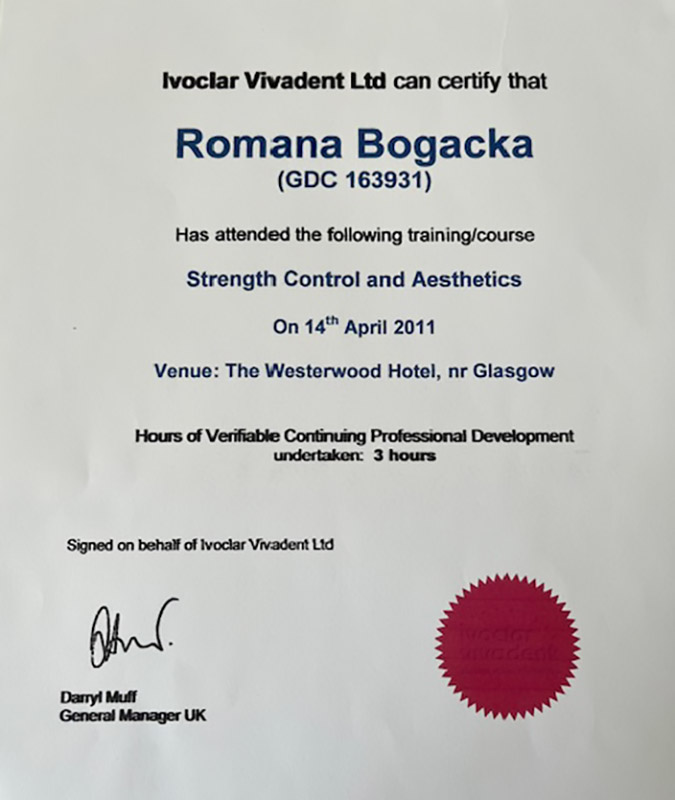 Ivoclar Vivadent Ltd can certify that
Romana Bogacka
(GDC 163931)
Has attended the following training/course
Strength Control and Aesthetics
On 14th April 2011
Venue: The Westerwood Hotel, nr Glasgow
Hours of Verifiable Continuing Professional Development
undertaken: 3 hours
Signed on behalf of Ivoclar Vivadent Ltd
ivoclar
vivadent
Darryl Muff
General Manager UK